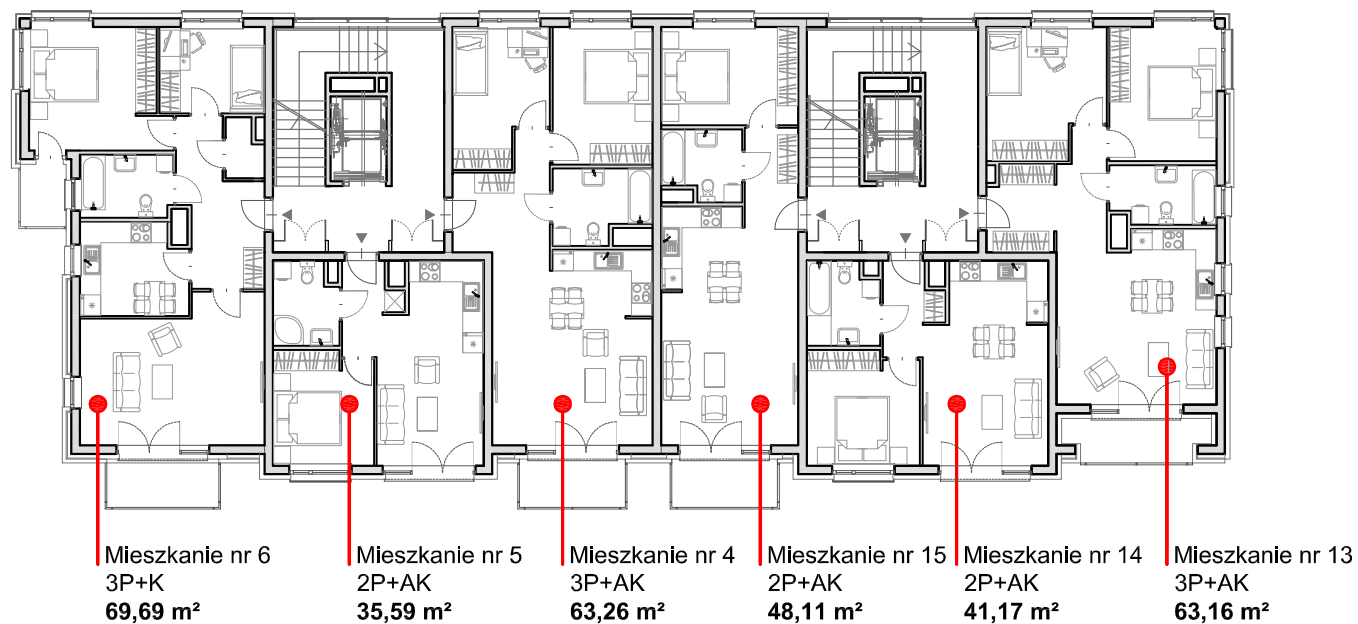 Mieszkanie nr 6
3P+K
69,69 m²
Mieszkanie nr 5
2P+AK
35,59 m²
Mieszkanie nr 4
3P+AK
63,26 m²
Mieszkanie nr 15
2P+AK
48,11 m²
Mieszkanie nr 14
2P+AK
41,17 m²
Mieszkanie nr 13
3P+AK
63,16 m²